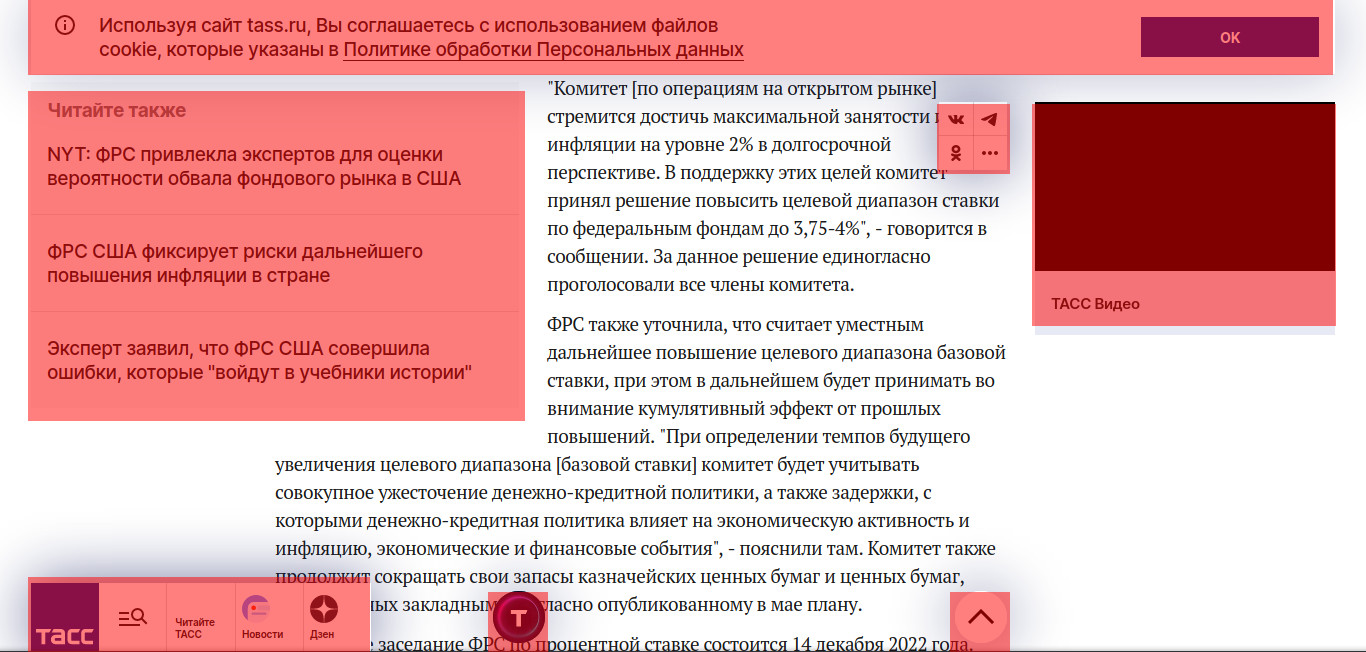 Используя сайт tass.ru, Вы соглашаетесь с использованием файлов
cookie, которые указаны в Политике обработки Персональных данных
OK
Читайте также
NYT: ФРС привлекла экспертов для оценки
вероятности обвала фондового рынка в США
ФРС США фиксирует риски дальнейшего
повышения инфляции в стране
Эксперт заявил, что ФРС США совершила
ошибки, которые "войдут в учебники истории"
"Комитет [по операциям на открытом рынке]
стремится достичь максимальной занятости
инфляции на уровне 2% в долгосрочной
перспективе. В поддержку этих целей комитет
принял решение повысить целевой диапазон ставки
по федеральным фондам до 3,75-4%", - говорится в
сообщении. За данное решение единогласно
проголосовали все члены комитета.
ФРС также уточнила, что считает уместным
дальнейшее повышение целевого диапазона базовой
ставки, при этом в дальнейшем будет принимать во
внимание кумулятивный эффект от прошлых
повышений. "При определении темпов будущего
увеличения целевого диапазона [базовой ставки] комитет будет учитывать
совокупное ужесточение денежно-кредитной политики, а также задержки, с
которыми денежно-кредитная политика влияет на экономическую активность и
инфляцию, экономические и финансовые события", - пояснили там. Комитет также
продолжит сокращать свои запасы казначейских ценных бумаг и ценных бумаг,
закладным опубликованному в мае плану.
заседание ФРС по процентной ставке состоится 14 декабря 2022 года.
ТАСС Видео
тасс
Читайте
ТАСС
Новости
Дзен
Т